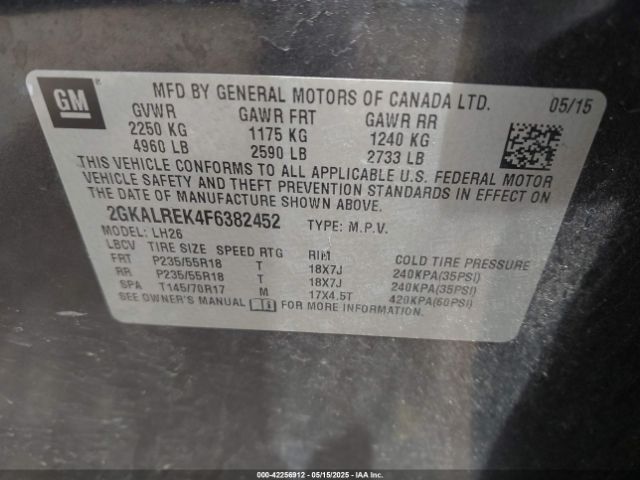 GM
MFD BY GENERAL MOTORS OF CANADA LTD. 05/15
GVWR GAWR FRT GAWR RR
2250 KG 1175 KG 1240 KG
4960 LB 2590 LB 2733 LB
THIS VEHICLE CONFORMS TO ALL APPLICABLE U.S. FEDERAL MOTOR
VEHICLE SAFETY AND THEFT PREVENTION STANDARDS IN EFFECT ON
THE DATE OF MANUFACTURE SHOWN ABOVE.
2GKALREK4F6382452 TYPE: M.P.V.
MODEL: LH26
LBCV TIRE SIZE SPEED RTG RIM COLD TIRE PRESSURE
FRT P235/55R18 T 18X7J 240KPA(35PSI)
RR P235/55R18 T 18X7J 240KPA(35PSI)
SPA T145/70R17 M 17X4.5T 420KPA(60PSI)
SEE OWNER'S MANUAL FOR MORE INFORMATION.
000-42256912 - 05/15/2025 - IAAI.COM